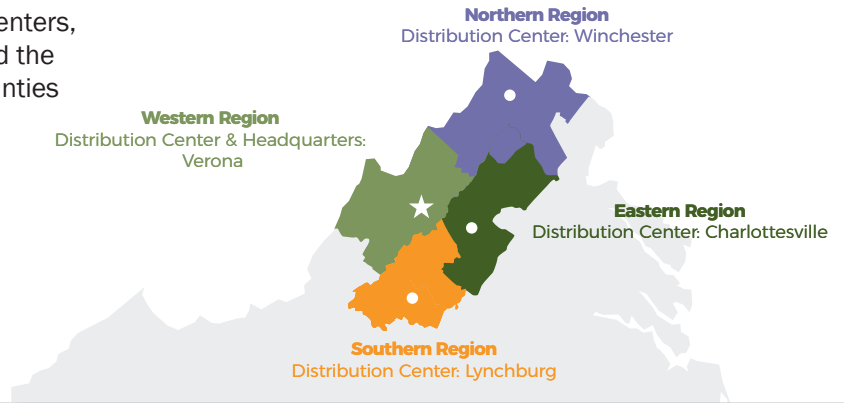 enters,
d the
nties
Northern Region
Distribution Center: Winchester
Western Region
Distribution Center & Headquarters:
Verona
Eastern Region
Distribution Center: Charlottesville
Southern Region
Distribution Center: Lynchburg